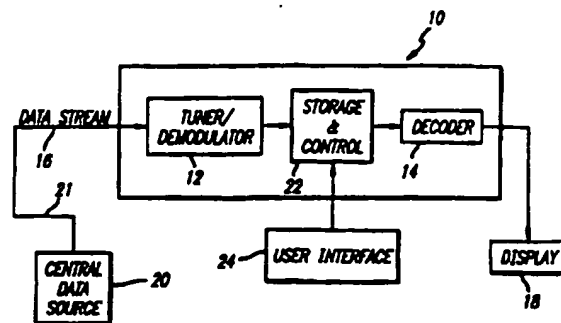 10
DATA STREAM
16
21
TUNER/
DEMODULATOR
12
STORAGE
&
CONTROL
22
DECODER
14
CENTRAL
DATA
SOURCE
20
24
USER INTERFACE
DISPLAY
18